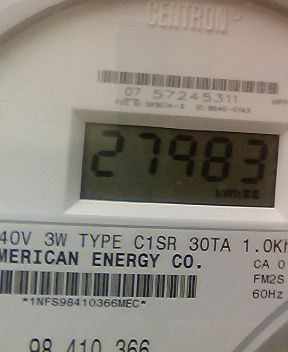 CENTRON
07 57245311
27983
kWh
40V 3W TYPE C1SR 30TA 1.0Kh
MERICAN ENERGY CO.
CA 0
FM2S
60Hz
*1NFS98410366MEC*
98 410 366